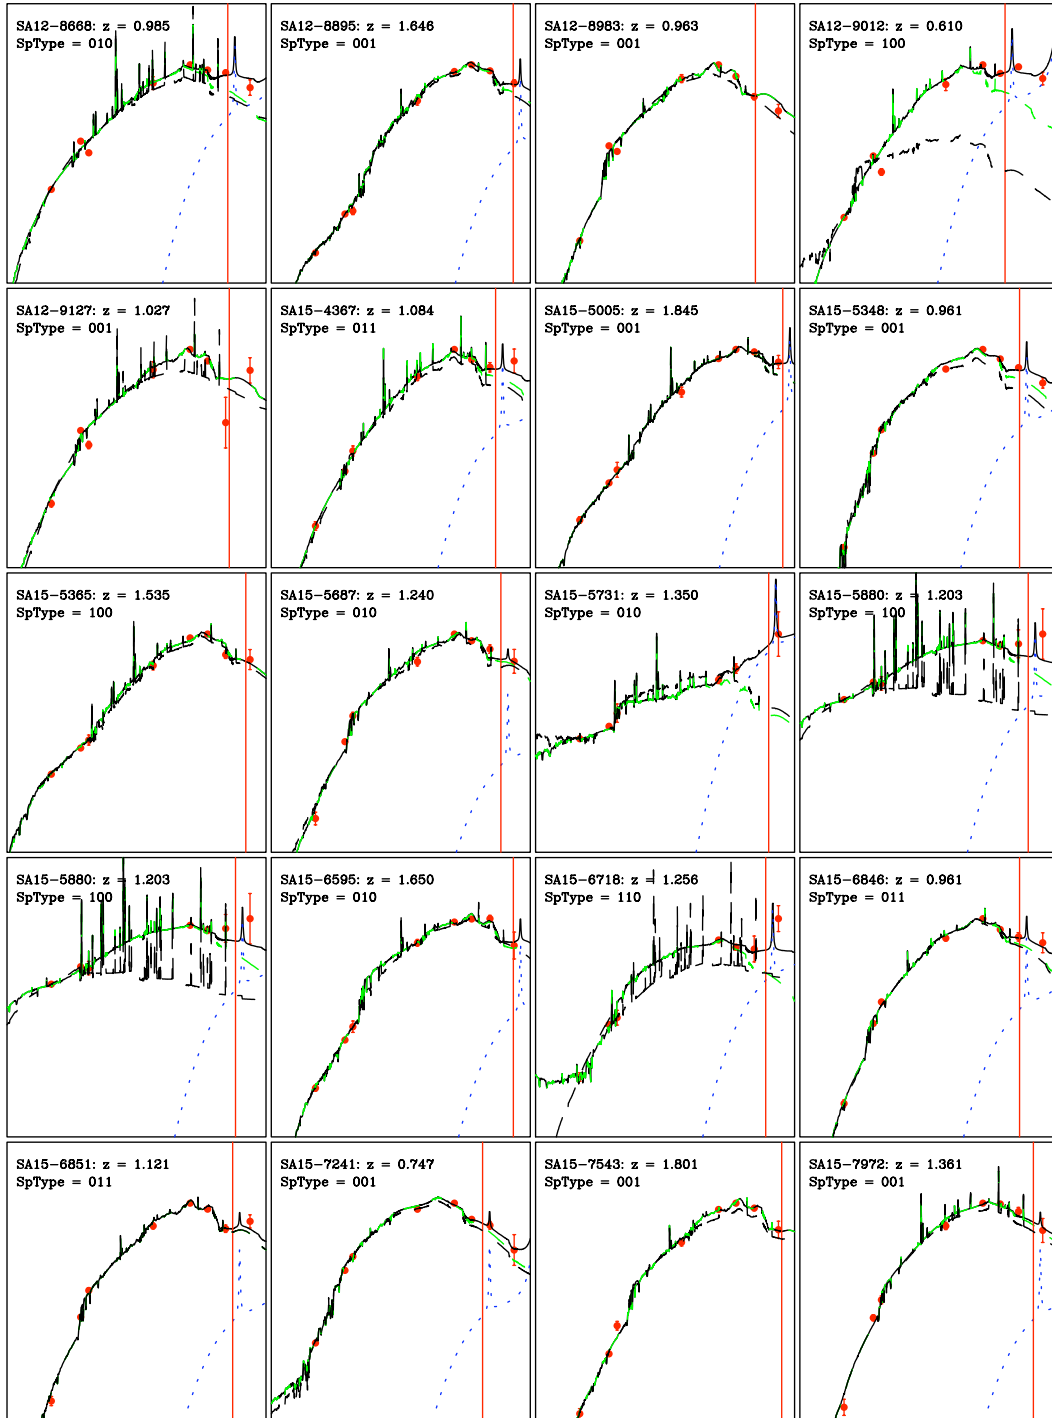 SA12-8668: z = 0.985
SpType = 010
SA12-8895: z = 1.646
SpType = 001
SA12-8983: z = 0.963
SpType = 001
SA12-9012: z = 0.610
SpType = 100
SA12-9127: z = 1.027
SpType = 001
SA15-4367: z = 1.084
SpType = 011
SA15-5005: z = 1.845
SpType = 001
SA15-5348: z = 0.961
SpType = 001
SA15-5365: z = 1.535
SpType = 100
SA15-5687: z = 1.240
SpType = 010
SA15-5731: z = 1.350
SpType = 010
SA15-5880: z = 1.203
SpType = 100
SA15-5880: z = 1.203
SpType = 100
SA15-6595: z = 1.650
SpType = 010
SA15-6718: z = 1.256
SpType = 110
SA15-6846: z = 0.961
SpType = 011
SA15-6851: z = 1.121
SpType = 011
SA15-7241: z = 0.747
SpType = 001
SA15-7543: z = 1.801
SpType = 001
SA15-7972: z = 1.361
SpType = 001